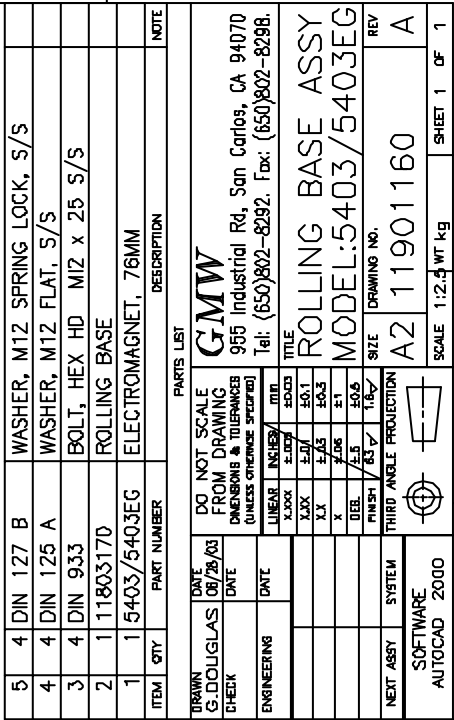 5 4 DIN 127 B WASHER, M12 SPRING LOCK, S/S
4 4 DIN 125 A WASHER, M12 FLAT, S/S
3 4 DIN 933 BOLT, HEX HD M12 x 25 S/S
2 1 11803170 ROLLING BASE
1 1 5403/5403EG ELECTROMAGNET, 76MM
ITEM QTY PART NUMBER DESCRIPTION NOTE
PARTS LIST
DRAWN DATE
G.DOUGLAS 08/28/03
CHECK DATE
ENGINEERING DATE
NEXT ASSY SYSTEM
SOFTWARE
AUTOCAD 2000
DO NOT SCALE
FROM DRAWING
DIMENSIONS & TOLERANCES
(UNLESS OTHERWISE SPECIFIED)
LINEAR INCHES mm
X.XXX ±.001 ±0.03
X.XX ±.01 ±0.1
X.X ±.03 ±0.3
X ±.06 ±1
DEG. ±.5 ±0.5
FINISH 63 1.6
THIRD ANGLE PROJECTION
GMW
955 Industrial Rd, San Carlos, CA 94070
Tel: (650)802-8292. Fax: (650)802-8298.
TITLE
ROLLING BASE ASSY
MODEL:5403/5403EG
SIZE DRAWING NO. REV
A2 11901160 A
SCALE 1:2.5 WT kg SHEET 1 OF 1